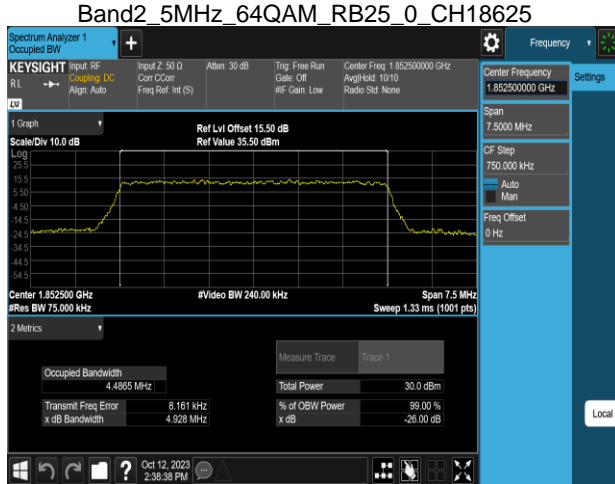 Band2_5MHz_64QAM_RB25_0_CH18625
Spectrum Analyzer 1
Occupied BW
Frequency
KEYSIGHT
R L
Input: RF
Coupling: DC
Align: Auto
Input Z: 50 Ω
Corr CCorr
Freq Ref: Int (S)
Atten: 30 dB
Trig: Free Run
Gate: Off
#IF Gain: Low
Center Freq: 1.852500000 GHz
Avg|Hold: 10/10
Radio Std: None
Center Frequency
1.852500000 GHz
Settings
Span
7.5000 MHz
CF Step
750.000 kHz
Auto
Man
Freq Offset
0 Hz
Local
1 Graph
Scale/Div 10.0 dB
Ref Lvl Offset 15.50 dB
Ref Value 35.50 dBm
Log
25.5
15.5
5.50
-4.50
-14.5
-24.5
-34.5
-44.5
-54.5
Center 1.852500 GHz
#Res BW 75.000 kHz
#Video BW 240.00 kHz
Span 7.5 MHz
Sweep 1.33 ms (1001 pts)
2 Metrics
Measure Trace
Trace 1
Occupied Bandwidth
4.4865 MHz
Total Power
30.0 dBm
Transmit Freq Error
8.161 kHz
% of OBW Power
99.00 %
x dB Bandwidth
4.928 MHz
x dB
-26.00 dB
Oct 12, 2023
2:38:38 PM